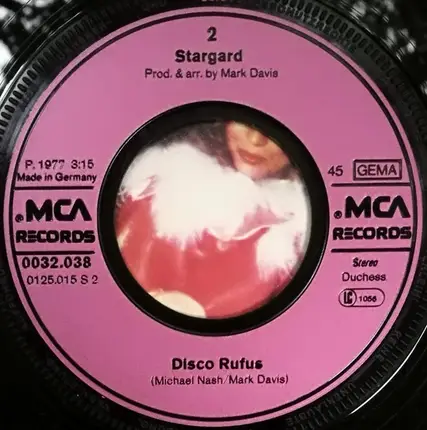 2
Stargard
Prod. & arr. by Mark Davis
P. 1977 3:15
Made in Germany
MCA
RECORDS
0032.038
0125.015 S 2
45 GEMA
MCA
RECORDS
Stereo
Duchess
LC 1056
Disco Rufus
(Michael Nash/Mark Davis)